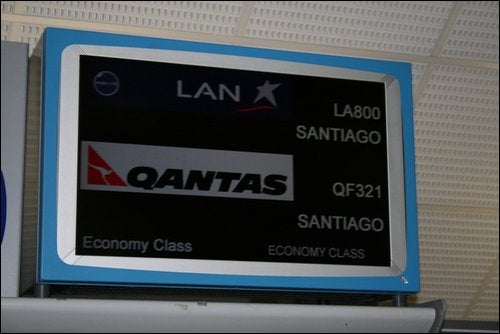 LAN
LA800
SANTIAGO
QANTAS
QF321
SANTIAGO
Economy Class
ECONOMY CLASS